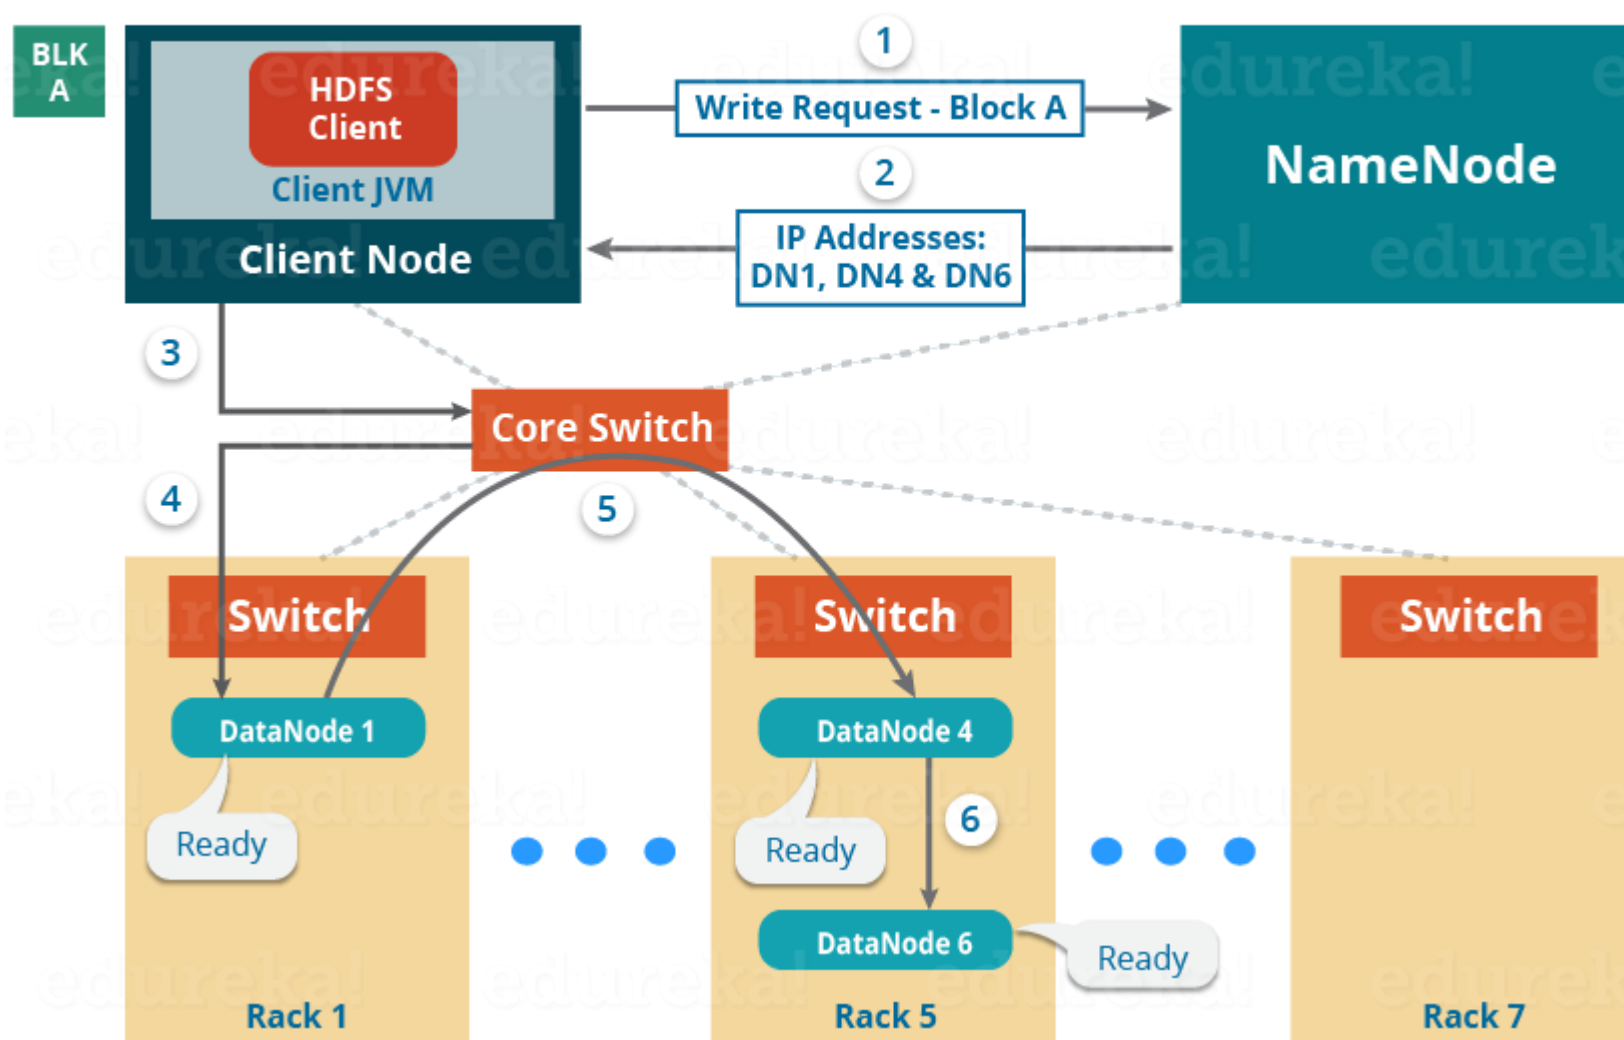 BLK
A
HDFS
Client
Client JVM
Client Node
1
Write Request - Block A
2
IP Addresses:
DN1, DN4 & DN6
NameNode
3
Core Switch
4
5
Switch
Switch
Switch
DataNode 1
DataNode 4
Ready
Ready
6
DataNode 6
Ready
Rack 1
Rack 5
Rack 7
edureka!